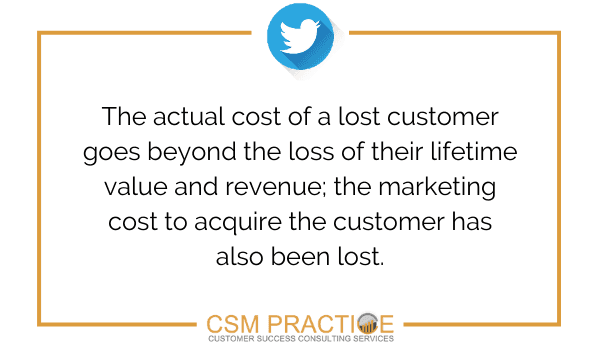 The actual cost of a lost customer
goes beyond the loss of their lifetime
value and revenue; the marketing
cost to acquire the customer has
also been lost.
CSM PRACTICE
CUSTOMER SUCCESS CONSULTING SERVICES